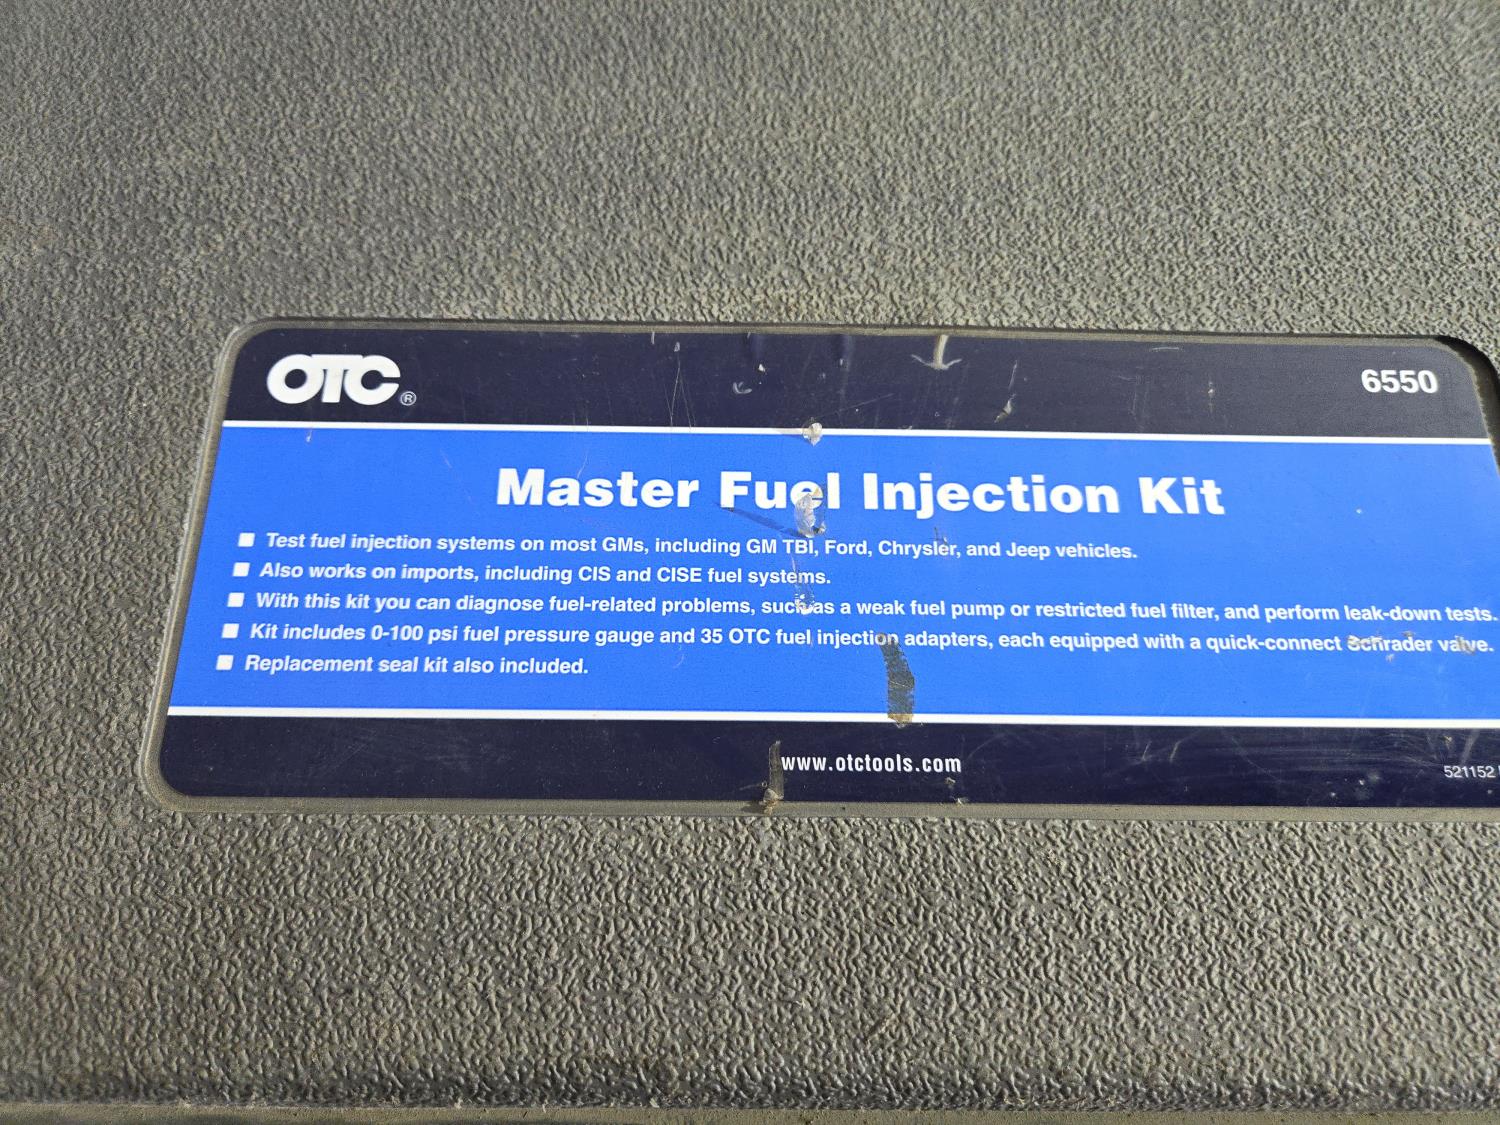 OTC®
6550
Master Fuel Injection Kit
Test fuel injection systems on most GMs, including GM TBI, Ford, Chrysler, and Jeep vehicles.
Also works on imports, including CIS and CISE fuel systems.
With this kit you can diagnose fuel-related problems, such as a weak fuel pump or restricted fuel filter, and perform leak-down tests.
Kit includes 0-100 psi fuel pressure gauge and 35 OTC fuel injection adapters, each equipped with a quick-connect Schrader valve.
Replacement seal kit also included.
www.otctools.com
521152